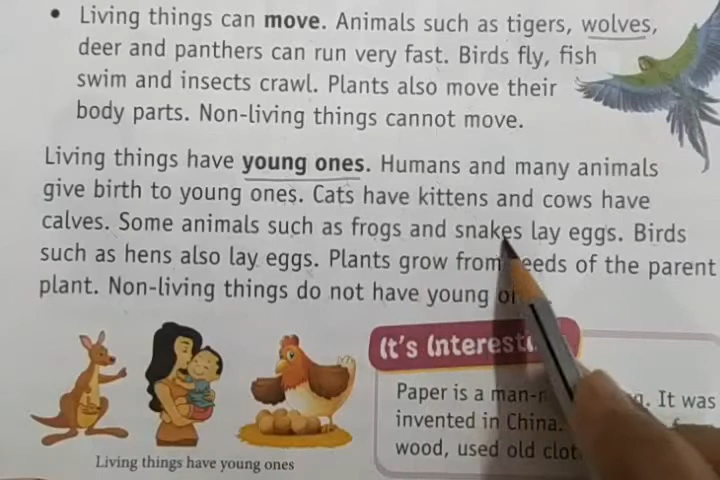 • Living things can move. Animals such as tigers, wolves,
deer and panthers can run very fast. Birds fly, fish
swim and insects crawl. Plants also move their
body parts. Non-living things cannot move.
Living things have young ones. Humans and many animals
give birth to young ones. Cats have kittens and cows have
calves. Some animals such as frogs and snakes lay eggs. Birds
such as hens also lay eggs. Plants grow from eeds of the parent
plant. Non-living things do not have young
Living things have young ones
It's Interesti
Paper is a man- It was
invented in China.
wood, used old clot